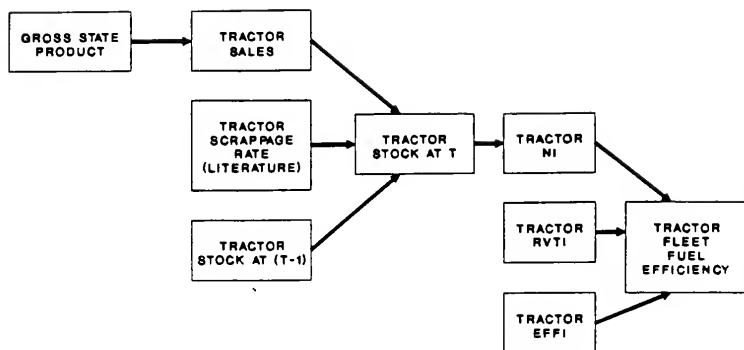 GROSS STATE
PRODUCT
TRACTOR
SALES
TRACTOR
SCRAPPAGE
RATE
(LITERATURE)
TRACTOR
STOCK AT T
TRACTOR
NI
TRACTOR
STOCK AT (T-1)
TRACTOR
RVTI
TRACTOR
FLEET
FUEL
EFFICIENCY
TRACTOR
EFFI